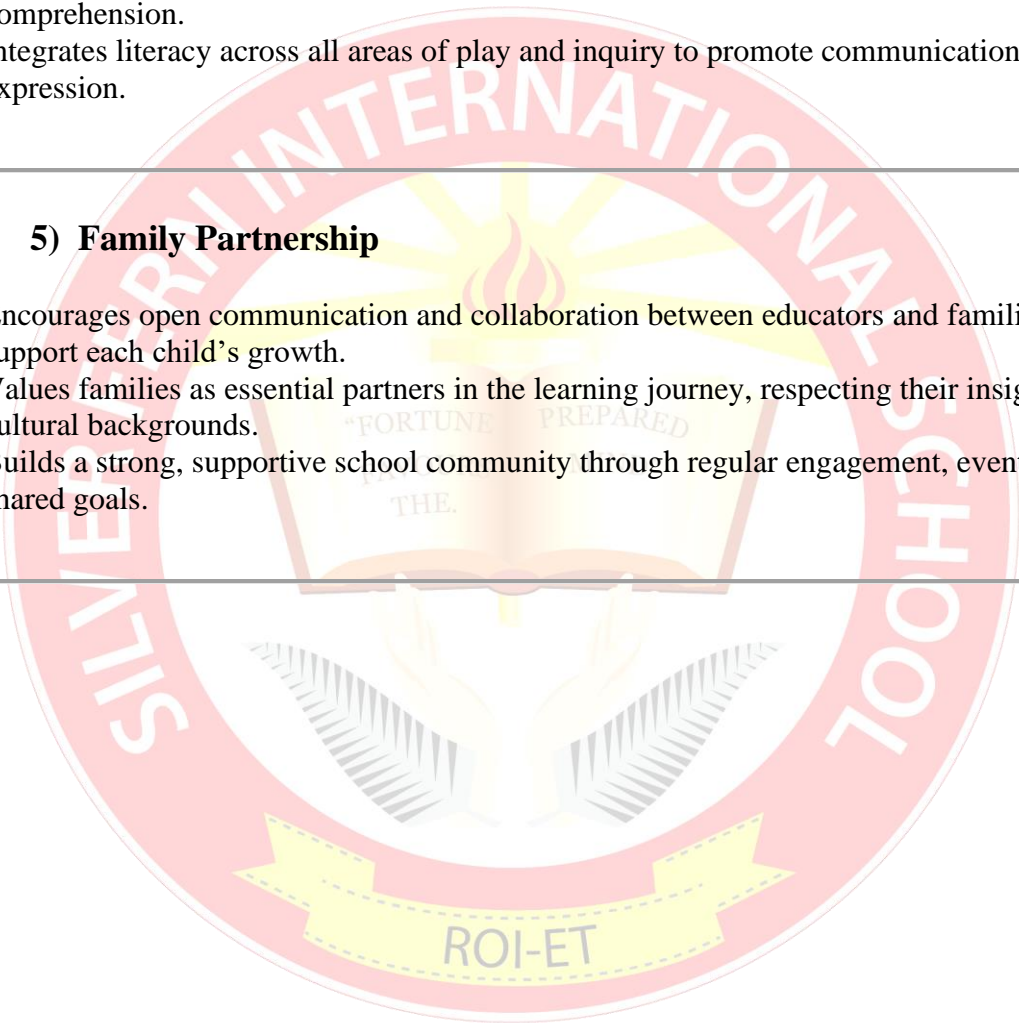 omprehension.
ntegrates literacy across all areas of play and inquiry to promote communication
xpression.
5) Family Partnership
ncourages open communication and collaboration between educators and famili
upport each child’s growth.
Values families as essential partners in the learning journey, respecting their insig
ultural backgrounds.
uilds a strong, supportive school community through regular engagement, event
hared goals.
SILVER FERN INTERNATIONAL SCHOOL
“FORTUNE PREPARED
THE.
ROI-ET